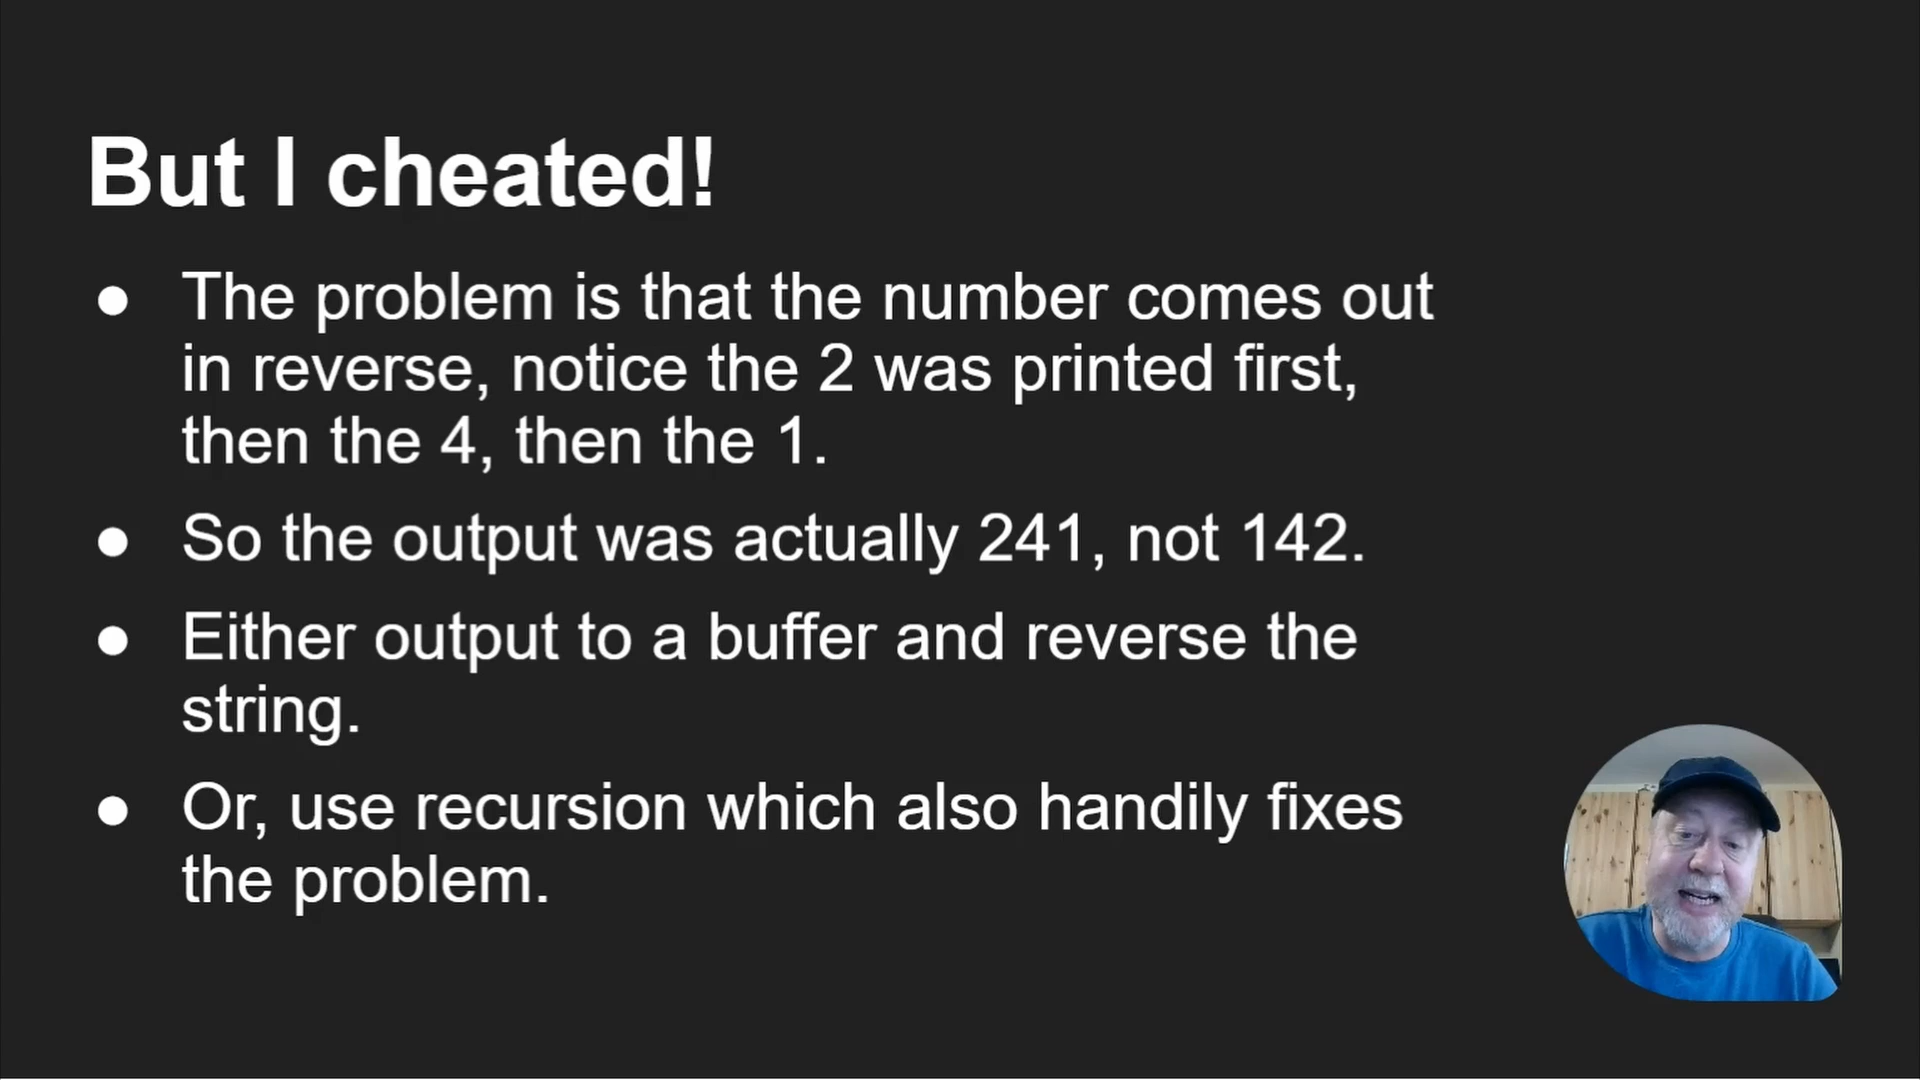 But I cheated!
● The problem is that the number comes out
in reverse, notice the 2 was printed first,
then the 4, then the 1.
● So the output was actually 241, not 142.
● Either output to a buffer and reverse the
string.
● Or, use recursion which also handily fixes
the problem.